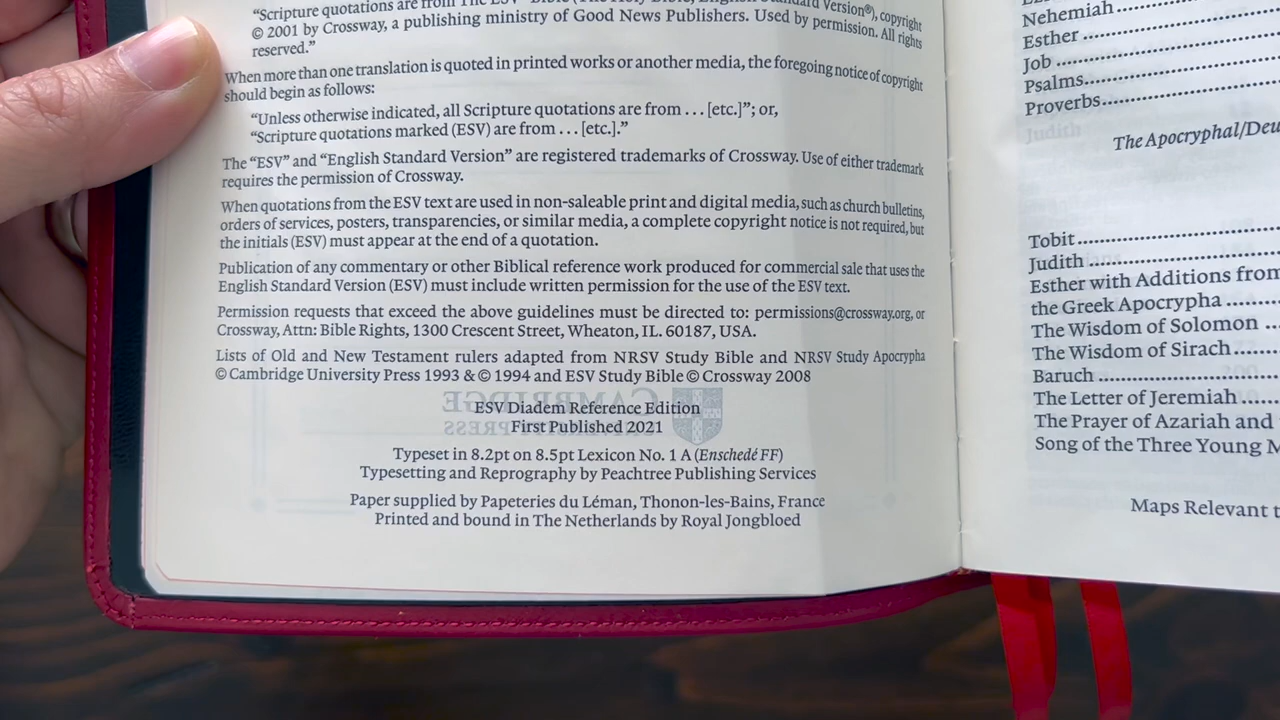 "Scripture quotations are from The ESV® Bible (The Holy Bible, English Standard Version®), copyright
© 2001 by Crossway, a publishing ministry of Good News Publishers. Used by permission. All rights
reserved."
When more than one translation is quoted in printed works or another media, the foregoing notice of copyright
should begin as follows:
"Unless otherwise indicated, all Scripture quotations are from . . . [etc.]"; or,
"Scripture quotations marked (ESV) are from . . . [etc.]."
The "ESV" and "English Standard Version" are registered trademarks of Crossway. Use of either trademark
requires the permission of Crossway.
When quotations from the ESV text are used in non-saleable print and digital media, such as church bulletins,
orders of services, posters, transparencies, or similar media, a complete copyright notice is not required, but
the initials (ESV) must appear at the end of a quotation.
Publication of any commentary or other Biblical reference work produced for commercial sale that uses the
English Standard Version (ESV) must include written permission for the use of the ESV text.
Permission requests that exceed the above guidelines must be directed to: permissions@crossway.org, or
Crossway, Attn: Bible Rights, 1300 Crescent Street, Wheaton, IL. 60187, USA.
Lists of Old and New Testament rulers adapted from NRSV Study Bible and NRSV Study Apocrypha
© Cambridge University Press 1993 & © 1994 and ESV Study Bible © Crossway 2008
ESV Diadem Reference Edition
First Published 2021
Typeset in 8.2pt on 8.5pt Lexicon No. 1 A (Enschedé FF)
Typesetting and Reprography by Peachtree Publishing Services
Paper supplied by Papeteries du Léman, Thonon-les-Bains, France
Printed and bound in The Netherlands by Royal Jongbloed
Nehemiah
Esther
Job
Psalms
Proverbs
The Apocryphal/Deu
Tobit
Judith
Esther with Additions from
the Greek Apocrypha
The Wisdom of Solomon
The Wisdom of Sirach
Baruch
The Letter of Jeremiah
The Prayer of Azariah and
Song of the Three Young M
Maps Relevant t